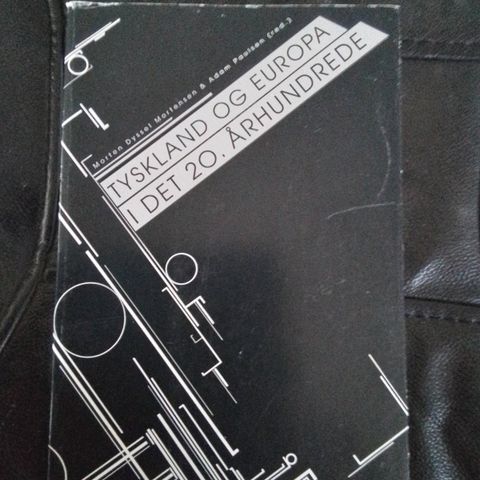 Morten Dyssel Mortensen & Adam Paulsen (red.)
TYSKLAND OG EUROPA
I DET 20. ÅRHUNDREDE